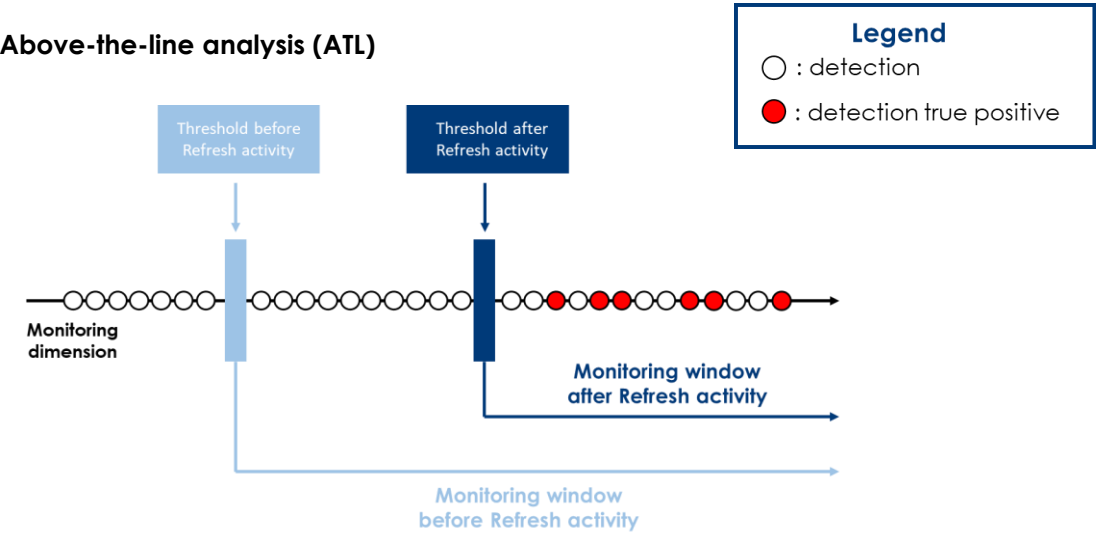 Above-the-line analysis (ATL)
Legend
: detection
: detection true positive
Threshold before
Refresh activity
Threshold after
Refresh activity
Monitoring
dimension
Monitoring window
after Refresh activity
Monitoring window
before Refresh activity